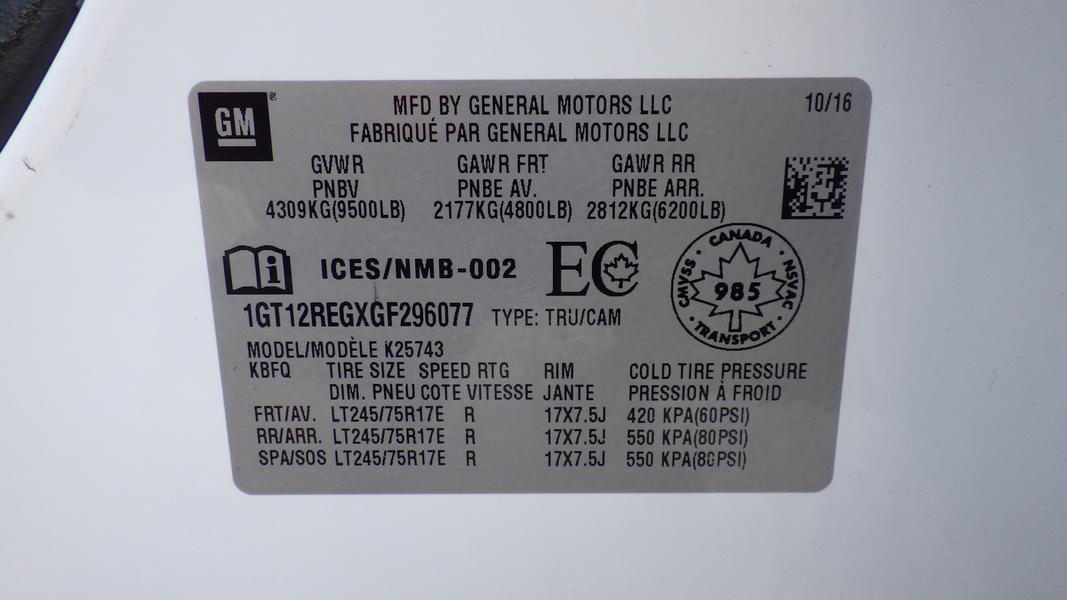 GM ®
MFD BY GENERAL MOTORS LLC 10/16
FABRIQUÉ PAR GENERAL MOTORS LLC
GVWR GAWR FRT GAWR RR
PNBV PNBE AV. PNBE ARR.
4309KG(9500LB) 2177KG(4800LB) 2812KG(6200LB)
i ICES/NMB-002 EC
CANADA
CMVSS 985 NSVAC
• TRANSPORT •
1GT12REGXGF296077 TYPE: TRU/CAM
MODEL/MODÈLE K25743
KBFQ TIRE SIZE SPEED RTG RIM COLD TIRE PRESSURE
DIM. PNEU COTE VITESSE JANTE PRESSION À FROID
FRT/AV. LT245/75R17E R 17X7.5J 420 KPA(60PSI)
RR/ARR. LT245/75R17E R 17X7.5J 550 KPA(80PSI)
SPA/SOS LT245/75R17E R 17X7.5J 550 KPA(80PSI)